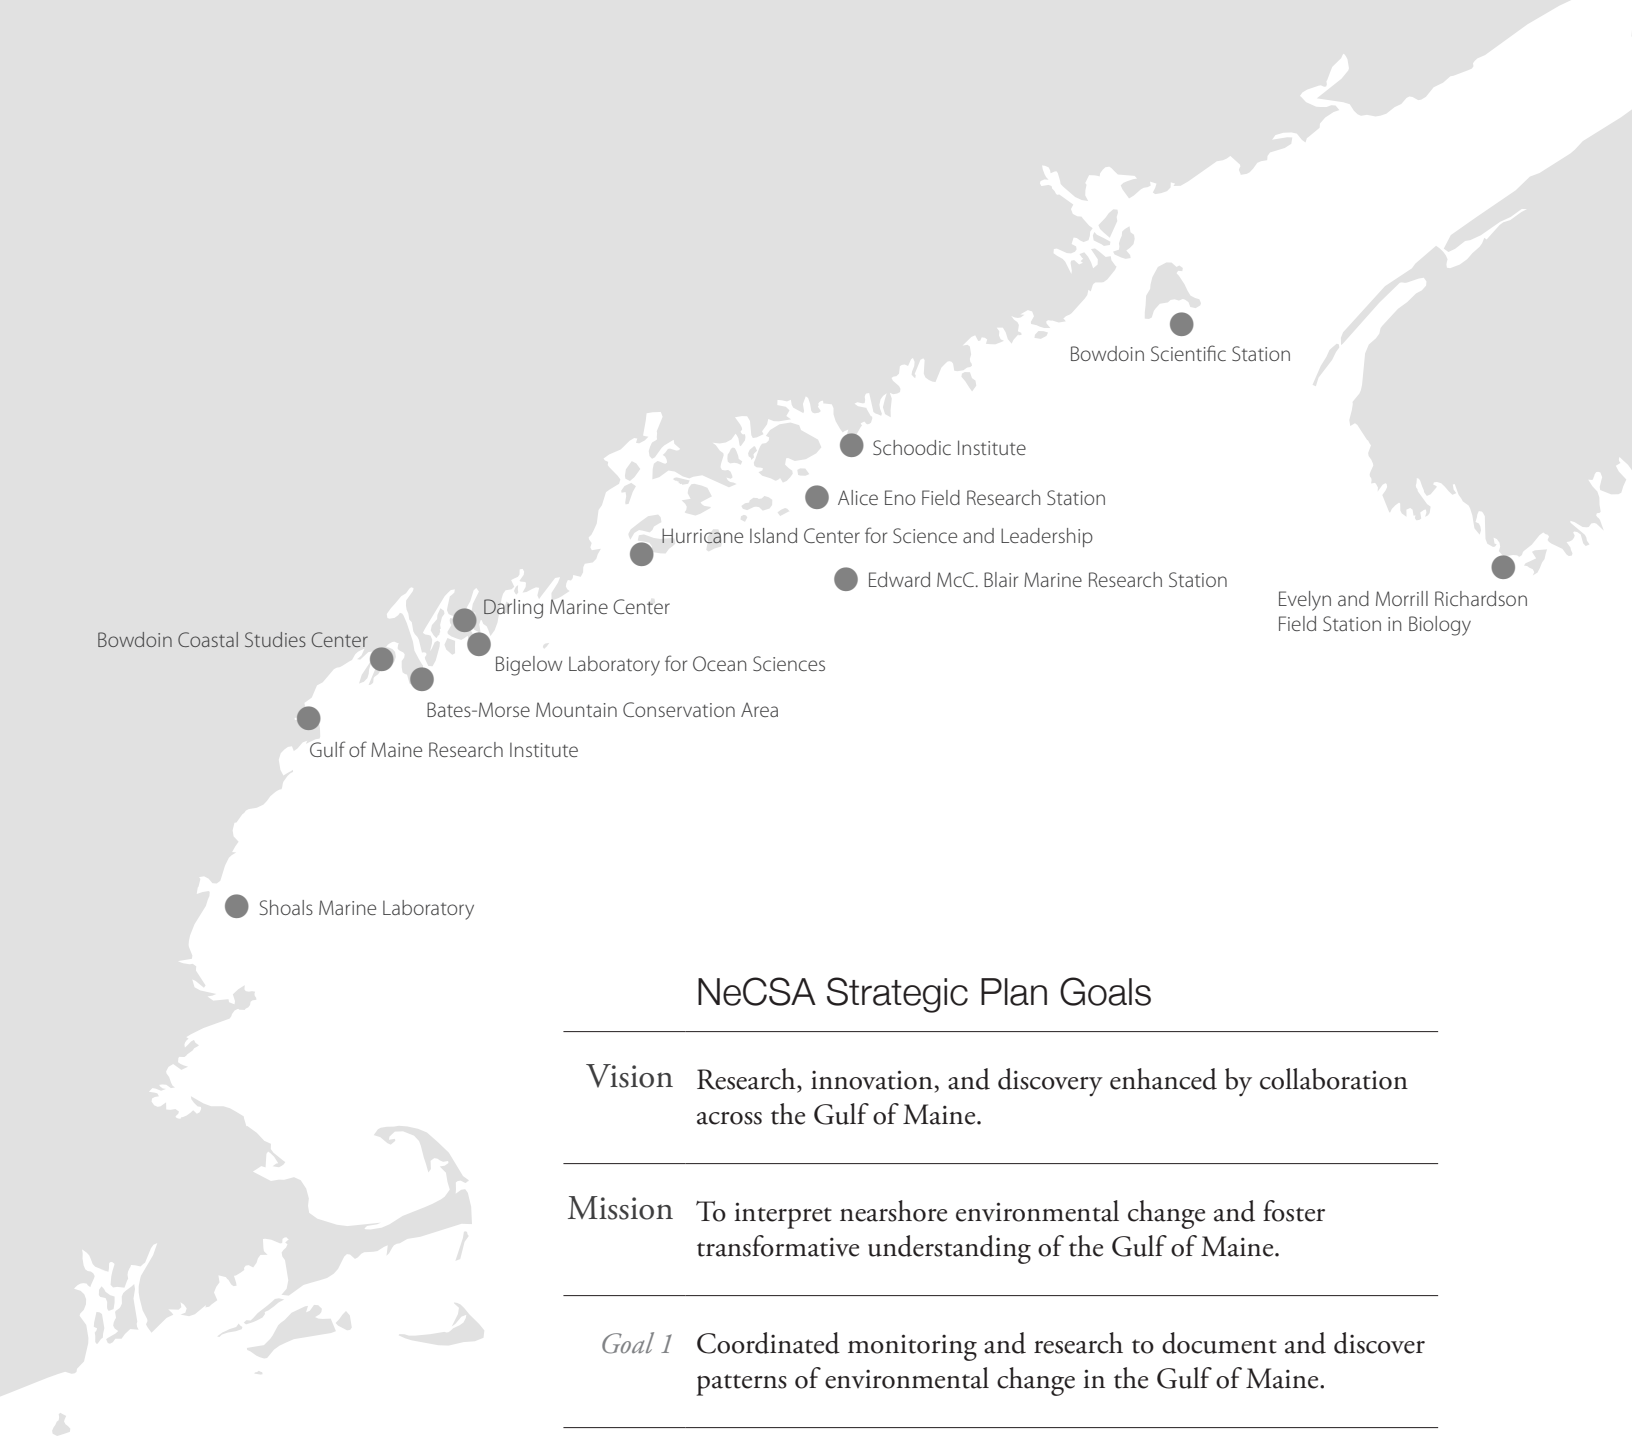 Bowdoin Scientific Station
Schoodic Institute
Alice Eno Field Research Station
Hurricane Island Center for Science and Leadership
Edward McC. Blair Marine Research Station
Evelyn and Morrill Richardson
Field Station in Biology
Darling Marine Center
Bowdoin Coastal Studies Center
Bigelow Laboratory for Ocean Sciences
Bates-Morse Mountain Conservation Area
Gulf of Maine Research Institute
Shoals Marine Laboratory
NeCSA Strategic Plan Goals
Vision Research, innovation, and discovery enhanced by collaboration
across the Gulf of Maine.
Mission To interpret nearshore environmental change and foster
transformative understanding of the Gulf of Maine.
Goal 1 Coordinated monitoring and research to document and discover
patterns of environmental change in the Gulf of Maine.